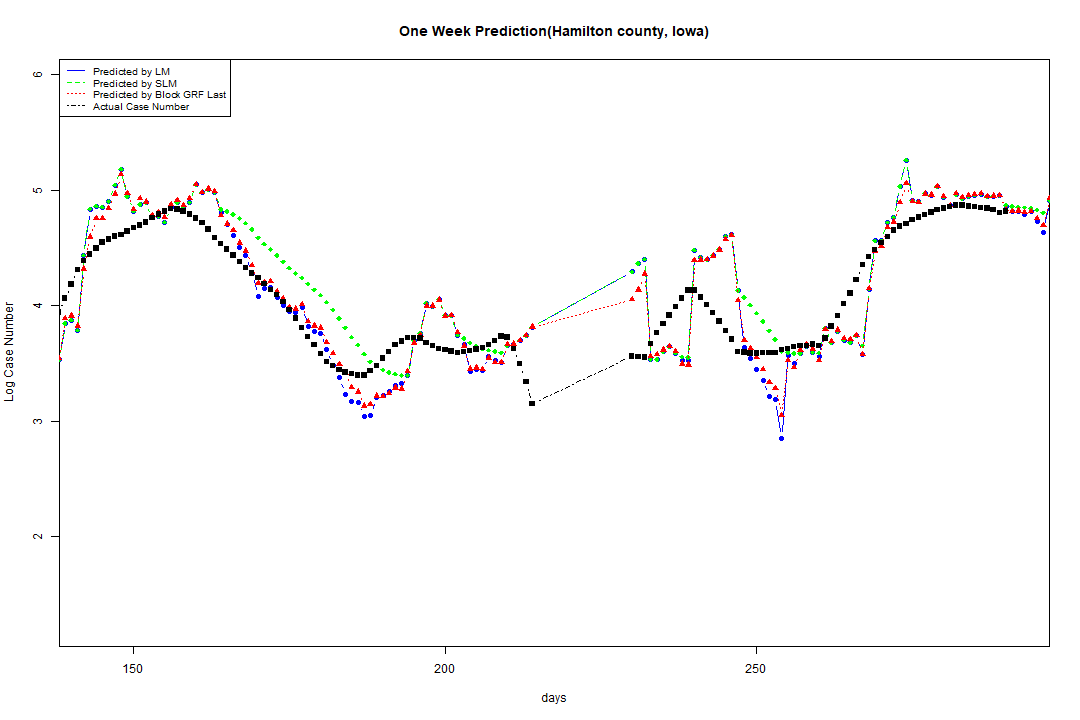 One Week Prediction(Hamilton county, Iowa)
Predicted by LM
Predicted by SLM
Predicted by Block GRF Last
Actual Case Number
Log Case Number
6
5
4
3
2
150
200
250
days